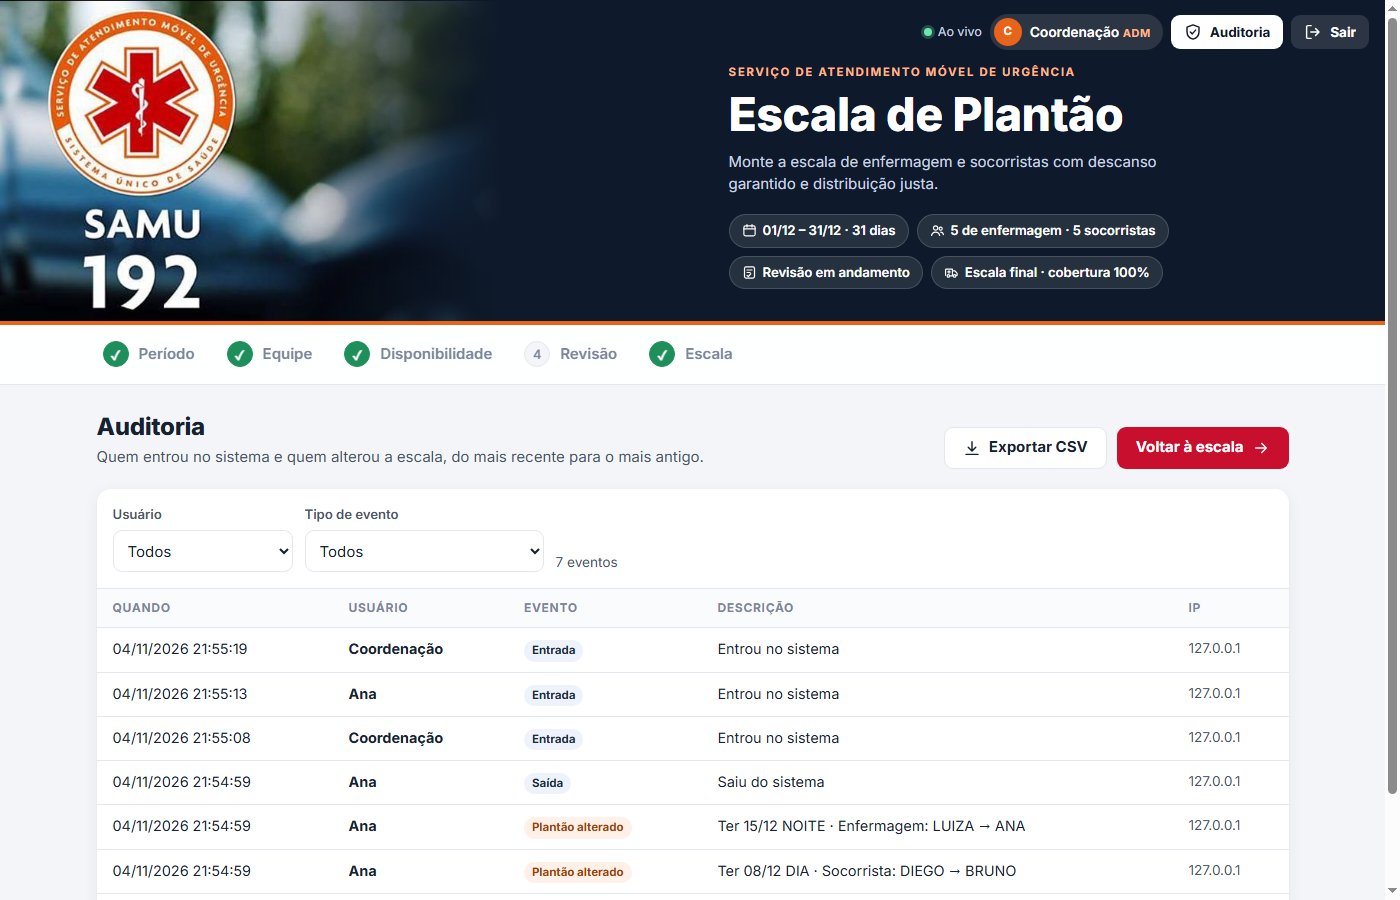 SERVIÇO DE ATENDIMENTO MÓVEL DE URGÊNCIA
SISTEMA ÚNICO DE SAÚDE
SAMU
192
Ao vivo
C Coordenação ADM
Auditoria
Sair
SERVIÇO DE ATENDIMENTO MÓVEL DE URGÊNCIA
Escala de Plantão
Monte a escala de enfermagem e socorristas com descanso
garantido e distribuição justa.
01/12 – 31/12 · 31 dias
5 de enfermagem · 5 socorristas
Revisão em andamento
Escala final · cobertura 100%
Período
Equipe
Disponibilidade
4 Revisão
Escala
Auditoria
Quem entrou no sistema e quem alterou a escala, do mais recente para o mais antigo.
Exportar CSV
Voltar à escala →
Usuário
Tipo de evento
Todos
Todos
7 eventos
QUANDO USUÁRIO EVENTO DESCRIÇÃO IP
04/11/2026 21:55:19 Coordenação Entrada Entrou no sistema 127.0.0.1
04/11/2026 21:55:13 Ana Entrada Entrou no sistema 127.0.0.1
04/11/2026 21:55:08 Coordenação Entrada Entrou no sistema 127.0.0.1
04/11/2026 21:54:59 Ana Saída Saiu do sistema 127.0.0.1
04/11/2026 21:54:59 Ana Plantão alterado Ter 15/12 NOITE · Enfermagem: LUIZA → ANA 127.0.0.1
04/11/2026 21:54:59 Ana Plantão alterado Ter 08/12 DIA · Socorrista: DIEGO → BRUNO 127.0.0.1